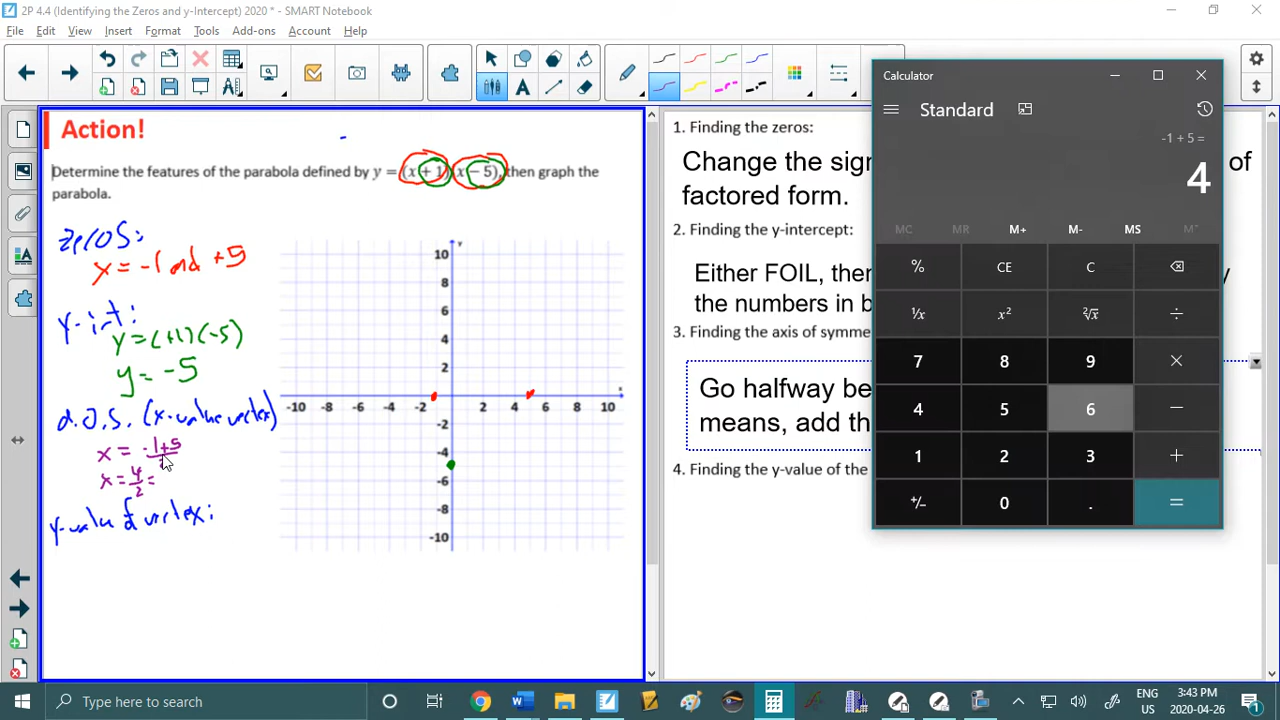 2P 4.4 (Identifying the Zeros and y-Intercept) 2020 * - SMART Notebook
File Edit View Insert Format Tools Add-ons Account Help
Action!
Determine the features of the parabola defined by y = (x + 1)(x − 5), then graph the
parabola.
zeros:
x = -1 and +5
y-int:
y = (+1)(-5)
y = -5
a.O.S. (x-value vertex)
x = -1+5
x = 4/2 =
y-value of vertex:
y
10
8
6
4
2
x
-10 -8 -6 -4 -2 2 4 6 8 10
-2
-4
-6
-8
-10
1. Finding the zeros:
Change the sig
of
factored form.
2. Finding the y-intercept:
Either FOIL, then
y
the numbers in b
3. Finding the axis of symme
Go halfway be
means, add th
4. Finding the y-value of the
Calculator
Standard
-1 + 5 =
4
MC MR M+ M- MS M˅
% CE C
¹/x x² ²√x ÷
7 8 9 ×
4 5 6 −
1 2 3 +
+/− 0 . =
Type here to search
ENG
US
3:43 PM
2020-04-26
1